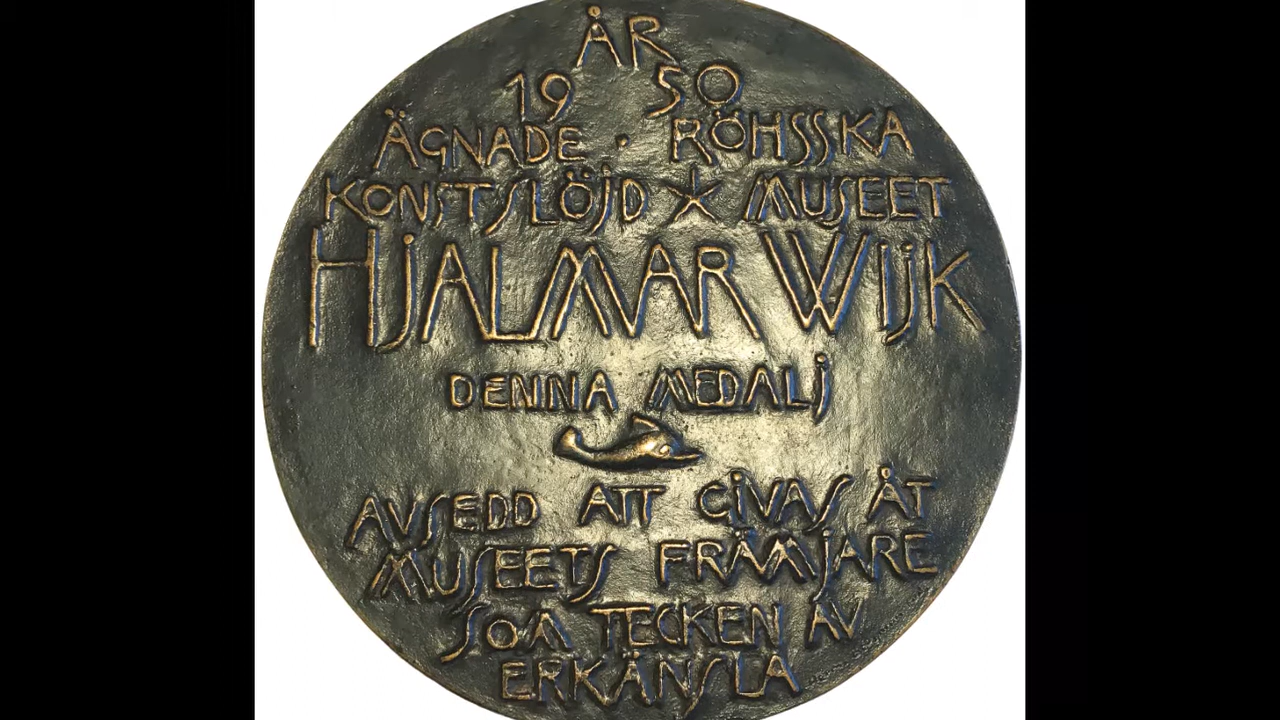 ÅR
19 50
ÄGNADE · RÖHSSKA
KONSTSLÖJD * MUSEET
HJALMAR WIJK
DENNA MEDALJ
AVSEDD ATT GIVAS ÅT
MUSEETS FRÄMJARE
SOM TECKEN AV
ERKÄNSLA